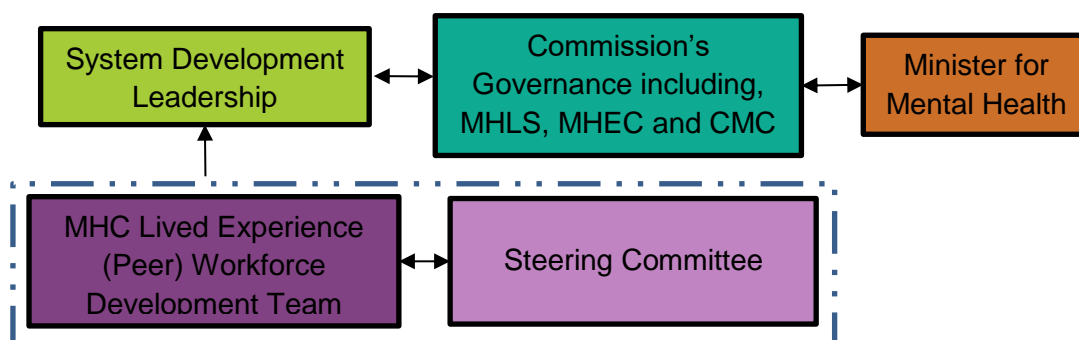 System Development
Leadership
Commission’s
Governance including,
MHLS, MHEC and CMC
Minister for
Mental Health
MHC Lived Experience
(Peer) Workforce
Development Team
Steering Committee